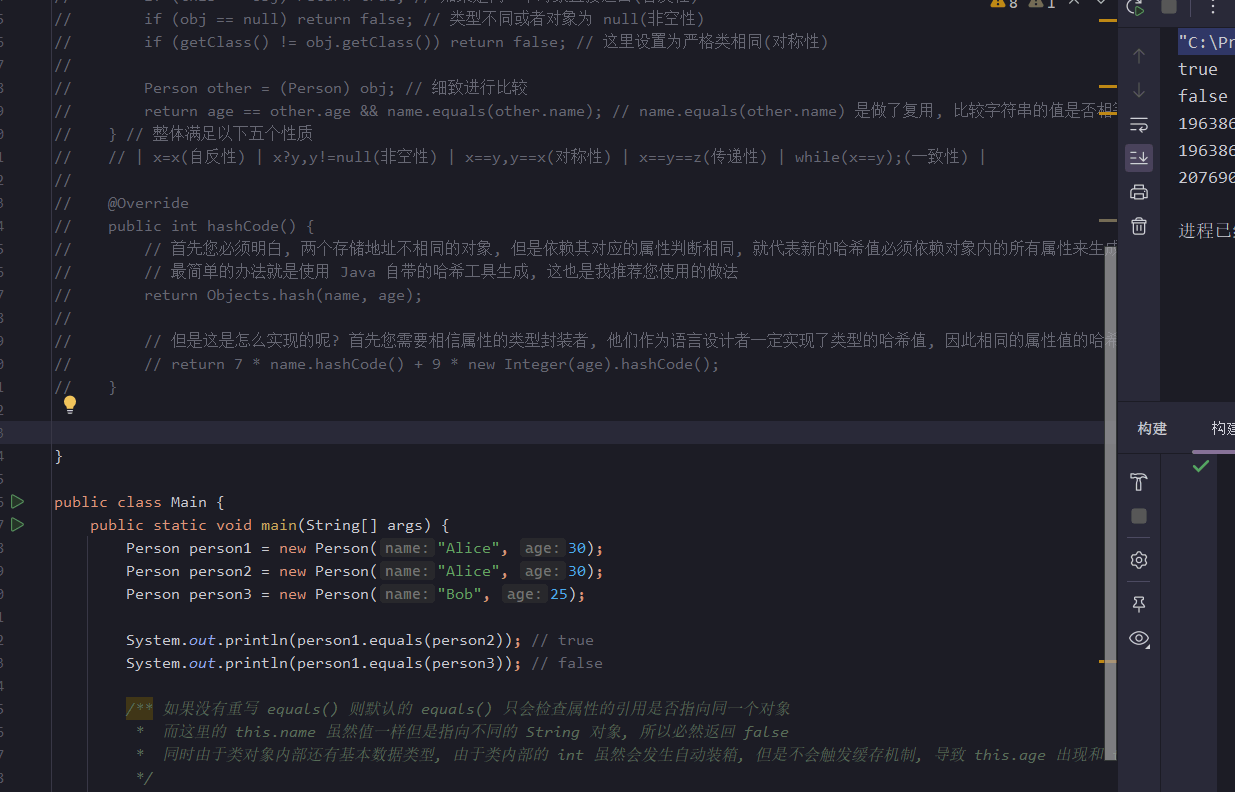 //        if (obj == null) return false; // 类型不同或者对象为 null(非空性)
//        if (getClass() != obj.getClass()) return false; // 这里设置为严格类相同(对称性)
//
//        Person other = (Person) obj; // 细致进行比较
//        return age == other.age && name.equals(other.name); // name.equals(other.name) 是做了复用, 比较字符串的值是否相
//    } // 整体满足以下五个性质
//    // | x=x(自反性) | x?y,y!=null(非空性) | x==y,y==x(对称性) | x==y==z(传递性) | while(x==y);(一致性) |
//
//    @Override
//    public int hashCode() {
//        // 首先您必须明白, 两个存储地址不相同的对象, 但是依赖其对应的属性判断相同, 就代表新的哈希值必须依赖对象内的所有属性来生成
//        // 最简单的办法就是使用 Java 自带的哈希工具生成, 这也是我推荐您使用的做法
//        return Objects.hash(name, age);
//
//        // 但是这是怎么实现的呢? 首先您需要相信属性的类型封装者, 他们作为语言设计者一定实现了类型的哈希值, 因此相同的属性值的哈希
//        // return 7 * name.hashCode() + 9 * new Integer(age).hashCode();
//    }
}
public class Main {
    public static void main(String[] args) {
        Person person1 = new Person( name: "Alice", age: 30);
        Person person2 = new Person( name: "Alice", age: 30);
        Person person3 = new Person( name: "Bob", age: 25);
        System.out.println(person1.equals(person2)); // true
        System.out.println(person1.equals(person3)); // false
        /** 如果没有重写 equals() 则默认的 equals() 只会检查属性的引用是否指向同一个对象
         *  而这里的 this.name 虽然值一样但是指向不同的 String 对象, 所以必然返回 false
         *  同时由于类对象内部还有基本数据类型, 由于类内部的 int 虽然会发生自动装箱, 但是不会触发缓存机制, 导致 this.age 出现和
         */
8
1
"C:\Pr
true
false
196386
196386
207690
进程已
构建
构建